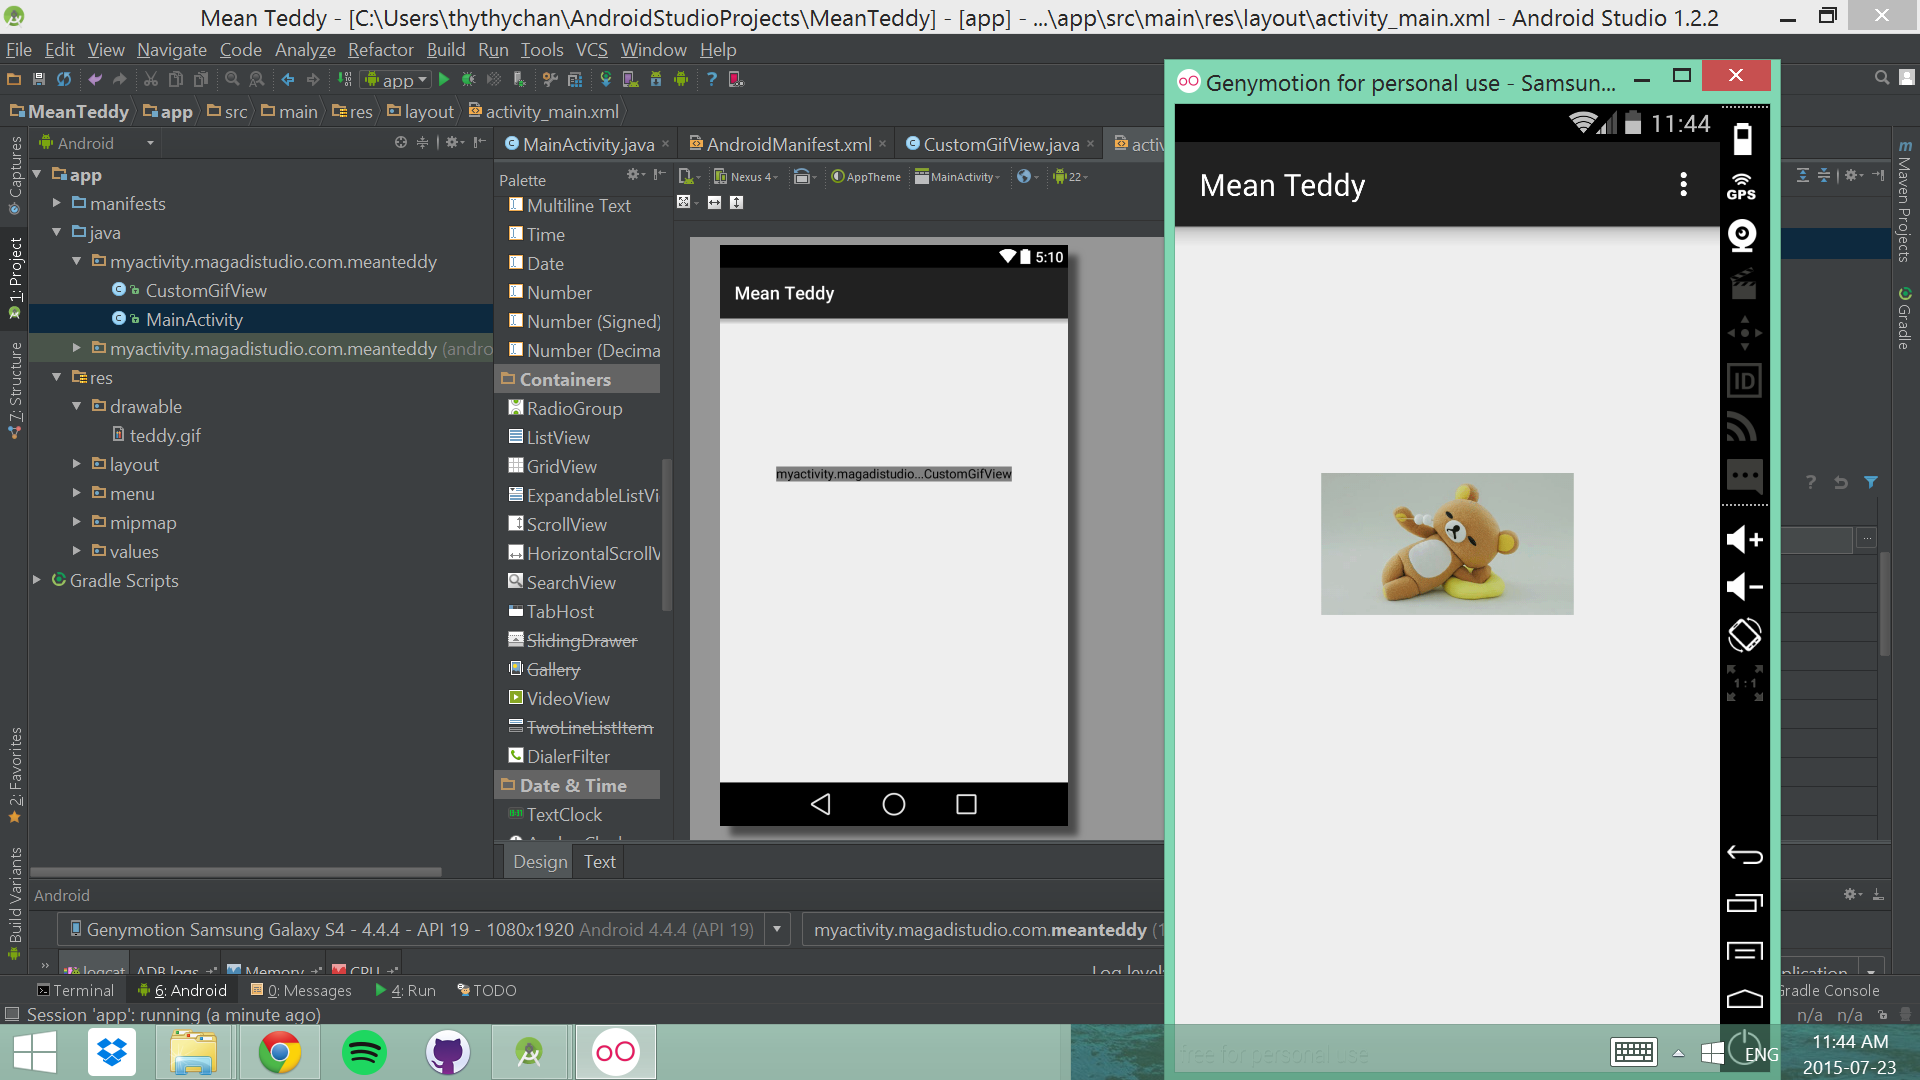 Mean Teddy - [C:\Users\thythychan\AndroidStudioProjects\MeanTeddy] - [app] - ...\app\src\main\res\layout\activity_main.xml - Android Studio 1.2.2
File Edit View Navigate Code Analyze Refactor Build Run Tools VCS Window Help
app
MeanTeddy app src main res layout activity_main.xml
Android
MainActivity.java AndroidManifest.xml CustomGifView.java
Captures
1: Project
7: Structure
2: Favorites
Build Variants
app
manifests
java
myactivity.magadistudio.com.meanteddy
CustomGifView
MainActivity
myactivity.magadistudio.com.meanteddy
res
drawable
teddy.gif
layout
menu
mipmap
values
Gradle Scripts
Palette
Multiline Text
Time
Date
Number
Number (Signed)
Number (Decima
Containers
RadioGroup
ListView
GridView
ExpandableListVi
ScrollView
HorizontalScrollV
SearchView
TabHost
SlidingDrawer
Gallery
VideoView
TwoLineListItem
DialerFilter
Date & Time
TextClock
Nexus 4 AppTheme MainActivity 22
5:10
Mean Teddy
myactivity.magadistudio...CustomGifView
Design Text
Genymotion for personal use - Samsun...
11:44
Mean Teddy
GPS
ID
1:1
free for personal use
m
Maven Projects
Gradle
Android
Genymotion Samsung Galaxy S4 - 4.4.4 - API 19 - 1080x1920 Android 4.4.4 (API 19)
myactivity.magadistudio.com.meanteddy (1
logcat ADB logs Memory CPU
Log level
Terminal 6: Android 0: Messages 4: Run TODO
Gradle Console
Session 'app': running (a minute ago)
n/a n/a
ENG
11:44 AM
2015-07-23